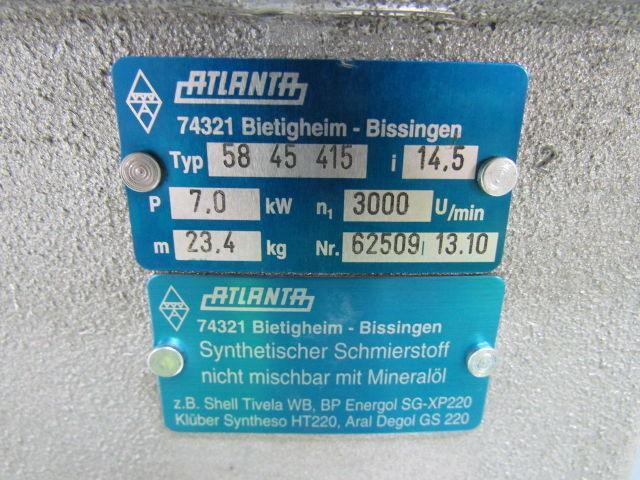 ATLANTA
74321 Bietigheim - Bissingen
Typ 58 45 415 i 14,5
P 7.0 kW n₁ 3000 U/min
m 23.4 kg Nr. 62509 13.10
ATLANTA
74321 Bietigheim - Bissingen
Synthetischer Schmierstoff
nicht mischbar mit Mineralöl
z.B. Shell Tivela WB, BP Energol SG-XP220
Klüber Syntheso HT220, Aral Degol GS 220